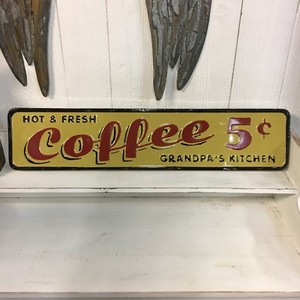 HOT & FRESH
Coffee 5¢
GRANDPA'S KITCHEN